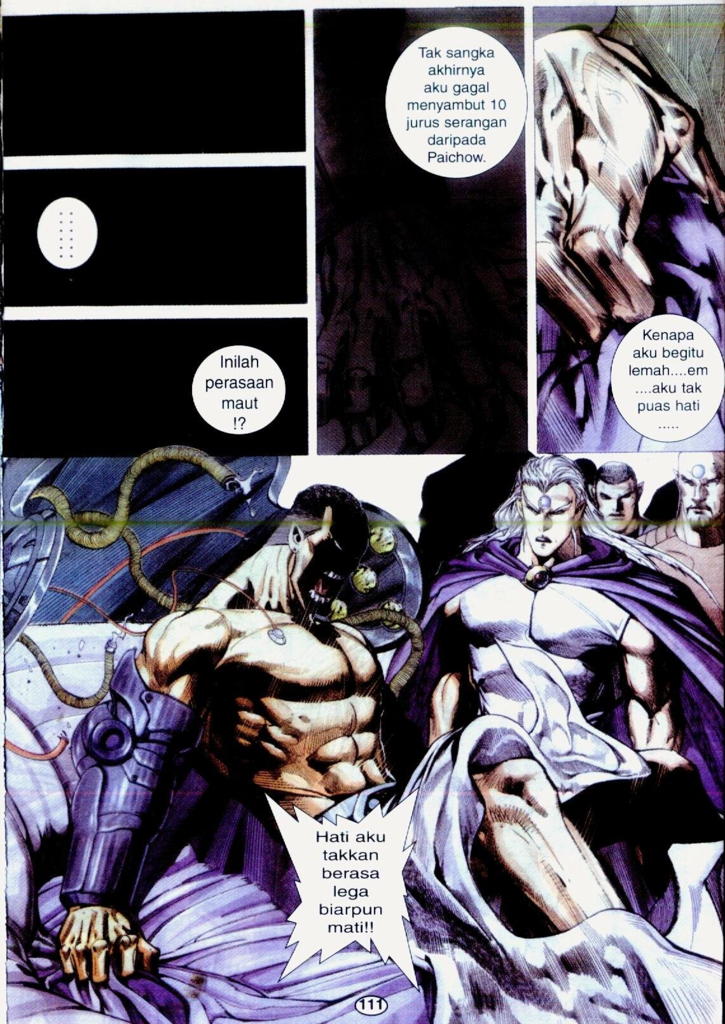 Tak sangka
akhirnya
aku gagal
menyambut 10
jurus serangan
daripada
Paichow.
Inilah
perasaan
maut
!?
Kenapa
aku begitu
lemah....em
....aku tak
puas hati
.....
Hati aku
takkan
berasa
lega
biarpun
mati!!
111